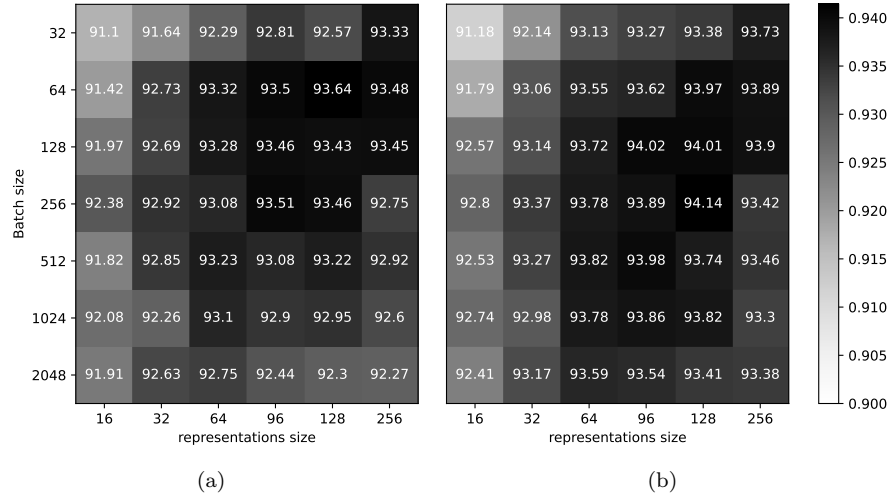 32 91.1 91.64 92.29 92.81 92.57 93.33 91.18 92.14 93.13 93.27 93.38 93.73 0.940
64 91.42 92.73 93.32 93.5 93.64 93.48 91.79 93.06 93.55 93.62 93.97 93.89 0.935
128 91.97 92.69 93.28 93.46 93.43 93.45 92.57 93.14 93.72 94.02 94.01 93.9 0.930
0.925
Batch size
256 92.38 92.92 93.08 93.51 93.46 92.75 92.8 93.37 93.78 93.89 94.14 93.42 0.920
512 91.82 92.85 93.23 93.08 93.22 92.92 92.53 93.27 93.82 93.98 93.74 93.46 0.915
0.910
1024 92.08 92.26 93.1 92.9 92.95 92.6 92.74 92.98 93.78 93.86 93.82 93.3
0.905
2048 91.91 92.63 92.75 92.44 92.3 92.27 92.41 93.17 93.59 93.54 93.41 93.38
0.900
16 32 64 96 128 256 16 32 64 96 128 256
representations size representations size
(a) (b)